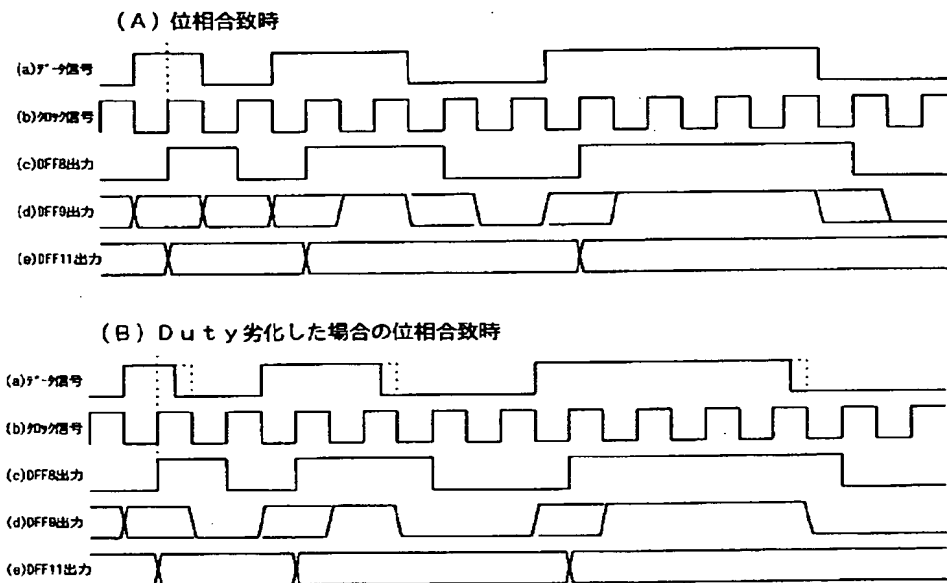 (A)位相合致時
(a)データ信号
(b)クロック信号
(c)DFF8出力
(d)DFF9出力
(e)DFF11出力
(B)Duty劣化した場合の位相合致時
(a)データ信号
(b)クロック信号
(c)DFF8出力
(d)DFF9出力
(e)DFF11出力